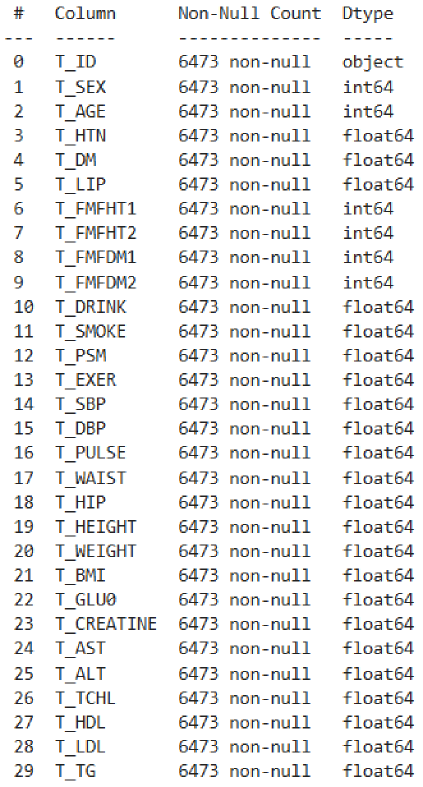 #   Column      Non-Null Count  Dtype
---  ------      --------------  -----
0   T_ID        6473 non-null   object
1   T_SEX       6473 non-null   int64
2   T_AGE       6473 non-null   int64
3   T_HTN       6473 non-null   float64
4   T_DM        6473 non-null   float64
5   T_LIP       6473 non-null   float64
6   T_FMFHT1    6473 non-null   int64
7   T_FMFHT2    6473 non-null   int64
8   T_FMFDM1    6473 non-null   int64
9   T_FMFDM2    6473 non-null   int64
10  T_DRINK     6473 non-null   float64
11  T_SMOKE     6473 non-null   float64
12  T_PSM       6473 non-null   float64
13  T_EXER      6473 non-null   float64
14  T_SBP       6473 non-null   float64
15  T_DBP       6473 non-null   float64
16  T_PULSE     6473 non-null   float64
17  T_WAIST     6473 non-null   float64
18  T_HIP       6473 non-null   float64
19  T_HEIGHT    6473 non-null   float64
20  T_WEIGHT    6473 non-null   float64
21  T_BMI       6473 non-null   float64
22  T_GLU0      6473 non-null   float64
23  T_CREATINE  6473 non-null   float64
24  T_AST       6473 non-null   float64
25  T_ALT       6473 non-null   float64
26  T_TCHL      6473 non-null   float64
27  T_HDL       6473 non-null   float64
28  T_LDL       6473 non-null   float64
29  T_TG        6473 non-null   float64